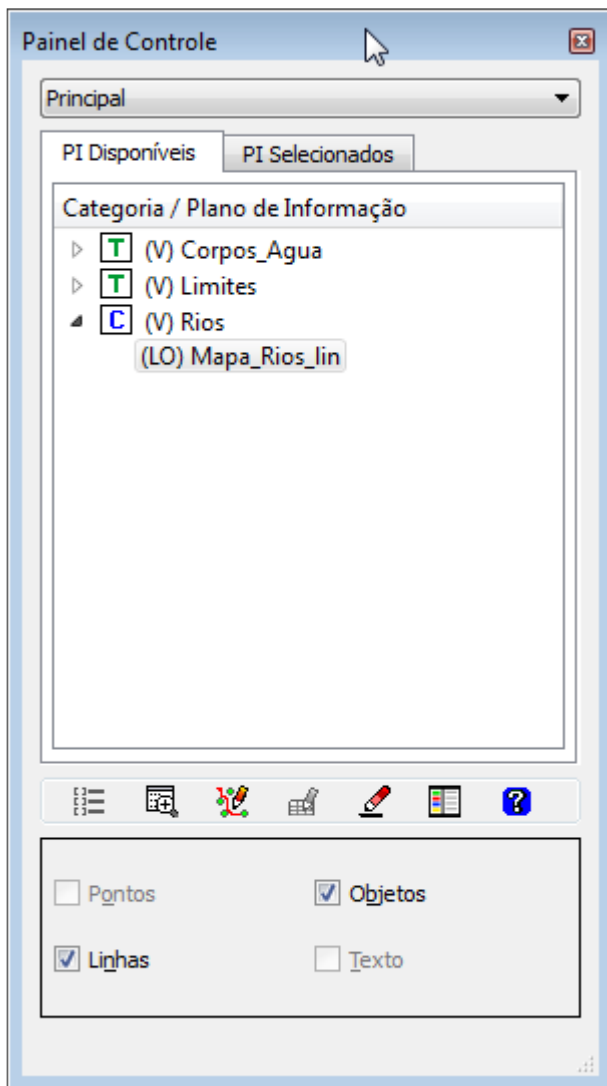 Painel de Controle
Principal
PI Disponíveis PI Selecionados
Categoria / Plano de Informação
T (V) Corpos_Agua
T (V) Limites
C (V) Rios
(LO) Mapa_Rios_lin
?
Pontos Objetos
Linhas Texto